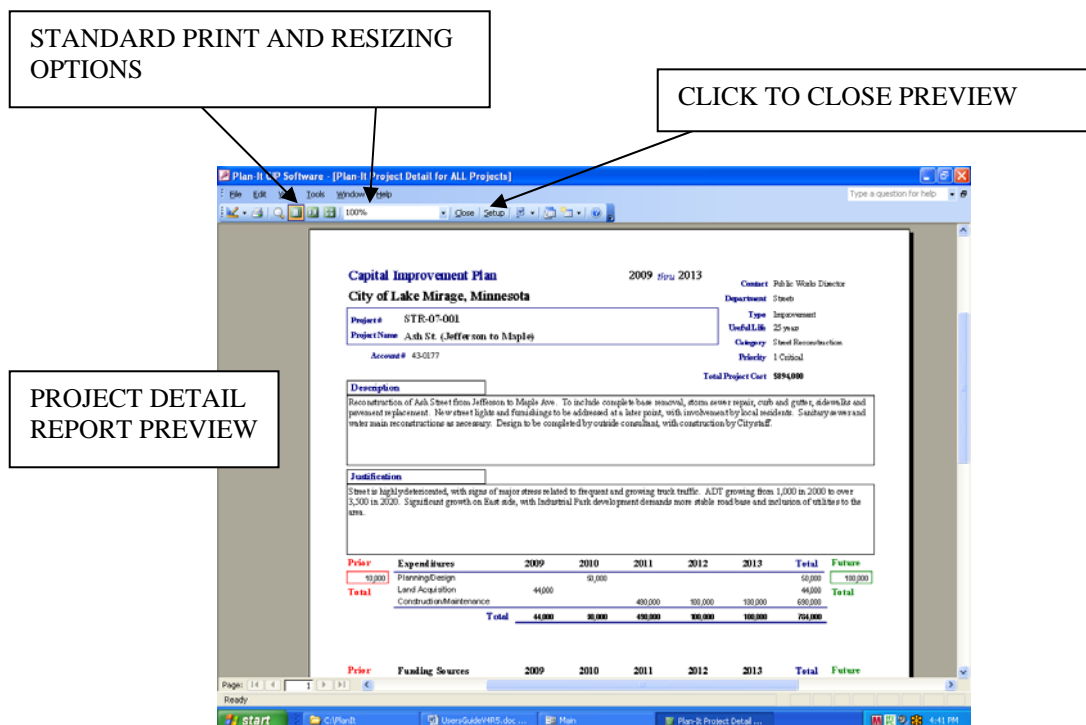 STANDARD PRINT AND RESIZING
OPTIONS
CLICK TO CLOSE PREVIEW
Plan-It CIP Software - [Plan-It Project Detail for ALL Projects]
File Edit View Tools Window Help
Type a question for help
100% Close Setup
Capital Improvement Plan 2009 thru 2013
City of Lake Mirage, Minnesota
Contact Public Works Director
Department Streets
Type Improvement
Useful Life 25 years
Category Street Reconstruction
Priority 1 Critical
Project # STR-07-001
Project Name Ash St. (Jefferson to Maple)
Account # 43-0177
Total Project Cost $894,000
PROJECT DETAIL
REPORT PREVIEW
Description
Reconstruction of Ash Street from Jefferson to Maple Ave. To include complete base removal, storm sewer repair, curb and gutter, sidewalks and
pavement replacement. New street lights and furnishings to be addressed at a later point, with involvement by local residents. Sanitary sewer and
water main reconstructions as necessary. Design to be completed by outside consultant, with construction by City staff.
Justification
Street is highly deteriorated, with signs of major stress related to frequent and growing truck traffic. ADT growing from 1,000 in 2000 to over
3,500 in 2020. Significant growth on East side, with Industrial Park development demands more stable road base and inclusion of utilities to the
area.
Prior Expenditures 2009 2010 2011 2012 2013 Total Future
10,000 Planning/Design 50,000 50,000 100,000
Total Land Acquisition 44,000 44,000 Total
Construction/Maintenance 490,000 100,000 100,000 690,000
Total 44,000 50,000 490,000 100,000 100,000 784,000
Prior Funding Sources 2009 2010 2011 2012 2013 Total Future
Page: 1
Ready
start C:\PlanIt UsersGuideV4R5.doc ... Main Plan-It Project Detail ... 4:41 PM